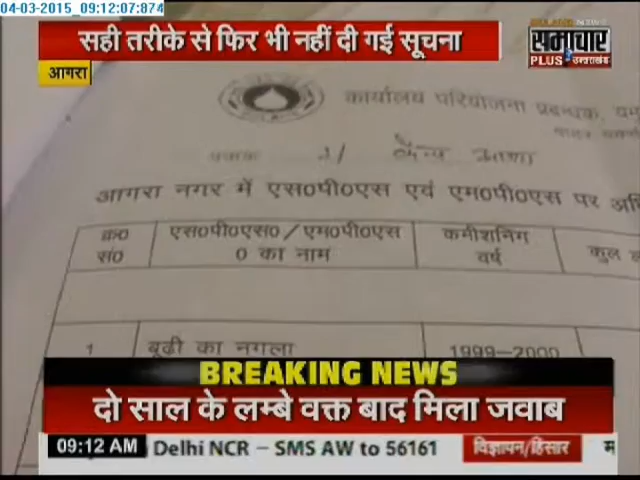 04-03-2015_09:12:07:874
सही तरीके से फिर भी नहीं दी गई सूचना
समाचार
PLUS
आगरा
कार्यालय परियोजना प्रबन्धक,
आगरा नगर में एस0पी0एस एवं एम0पी0एस पर
क्र0
सं0
एस0पी0एस0/एम0पी0एस
0 का नाम
कमीशनिंग
वर्ष
कुल
1 बूढ़ी का नगला 1999-2000
BREAKING NEWS
दो साल के लम्बे वक्त बाद मिला जवाब
09:12 AM Delhi NCR – SMS AW to 56161 विज्ञापन/हिसार